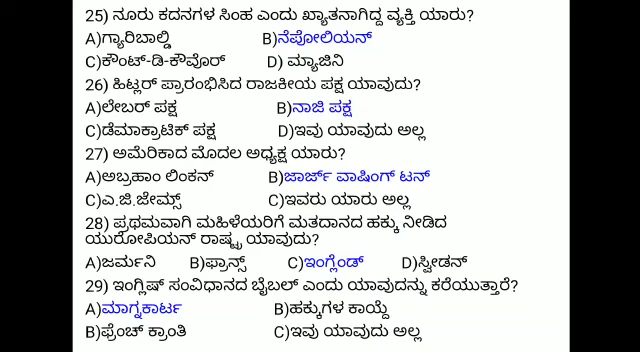 25) ನೂರು ಕದನಗಳ ಸಿಂಹ ಎಂದು ಖ್ಯಾತನಾಗಿದ್ದ ವ್ಯಕ್ತಿ ಯಾರು?
A)ಗ್ಯಾರಿಬಾಲ್ಡಿ B)ನೆಪೋಲಿಯನ್
C)ಕೌಂಟ್-ಡಿ-ಕೌವೊರ್ D) ಮ್ಯಾಜಿನಿ
26) ಹಿಟ್ಲರ್ ಪ್ರಾರಂಭಿಸಿದ ರಾಜಕೀಯ ಪಕ್ಷ ಯಾವುದು?
A)ಲೇಬರ್ ಪಕ್ಷ B)ನಾಜಿ ಪಕ್ಷ
C)ಡೆಮಾಕ್ರಾಟಿಕ್ ಪಕ್ಷ D)ಇವು ಯಾವುದು ಅಲ್ಲ
27) ಅಮೆರಿಕಾದ ಮೊದಲ ಅಧ್ಯಕ್ಷ ಯಾರು?
A)ಅಬ್ರಹಾಂ ಲಿಂಕನ್ B)ಜಾರ್ಜ್ ವಾಷಿಂಗ್ ಟನ್
C)ಎ.ಜಿ.ಜೇಮ್ಸ್ C)ಇವರು ಯಾರು ಅಲ್ಲ
28) ಪ್ರಥಮವಾಗಿ ಮಹಿಳೆಯರಿಗೆ ಮತದಾನದ ಹಕ್ಕು ನೀಡಿದ
ಯುರೋಪಿಯನ್ ರಾಷ್ಟ್ರ ಯಾವುದು?
A)ಜರ್ಮನಿ B)ಫ್ರಾನ್ಸ್ C)ಇಂಗ್ಲೆಂಡ್ D)ಸ್ವೀಡನ್
29) ಇಂಗ್ಲಿಷ್ ಸಂವಿಧಾನದ ಬೈಬಲ್ ಎಂದು ಯಾವುದನ್ನು ಕರೆಯುತ್ತಾರೆ?
A)ಮಾಗ್ನಕಾರ್ಟ B)ಹಕ್ಕುಗಳ ಕಾಯ್ದೆ
B)ಫ್ರೆಂಚ್ ಕ್ರಾಂತಿ C)ಇವು ಯಾವುದು ಅಲ್ಲ